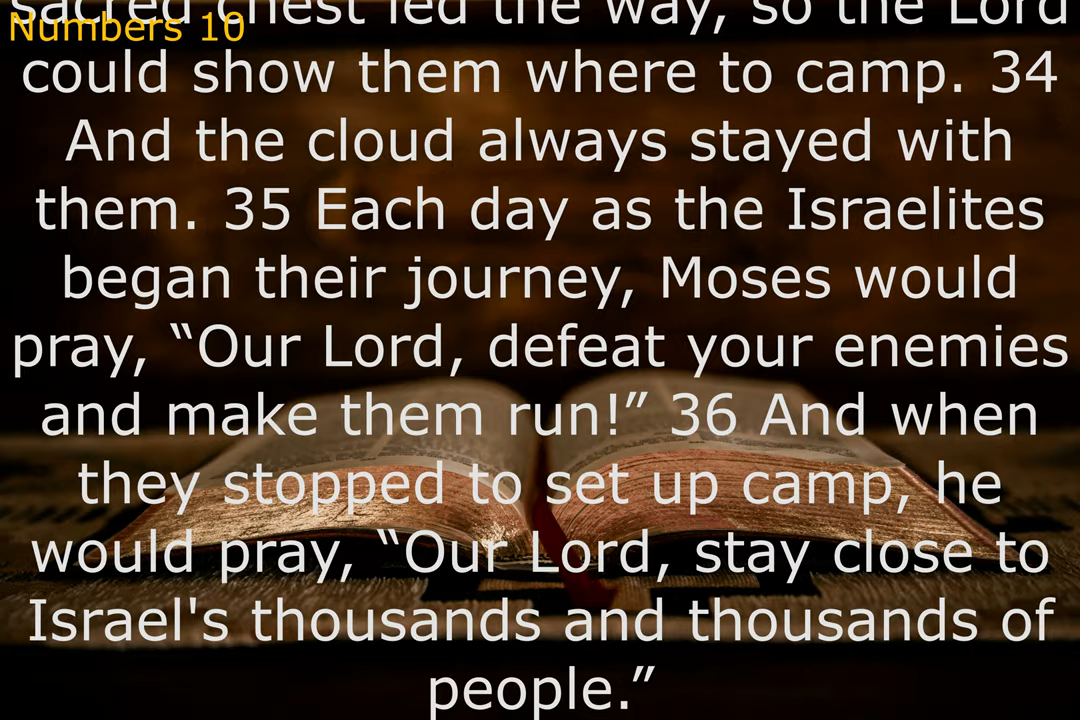 sacred chest led the way, so the Lord
Numbers 10
could show them where to camp. 34
And the cloud always stayed with
them. 35 Each day as the Israelites
began their journey, Moses would
pray, “Our Lord, defeat your enemies
and make them run!” 36 And when
they stopped to set up camp, he
would pray, “Our Lord, stay close to
Israel's thousands and thousands of
people.”